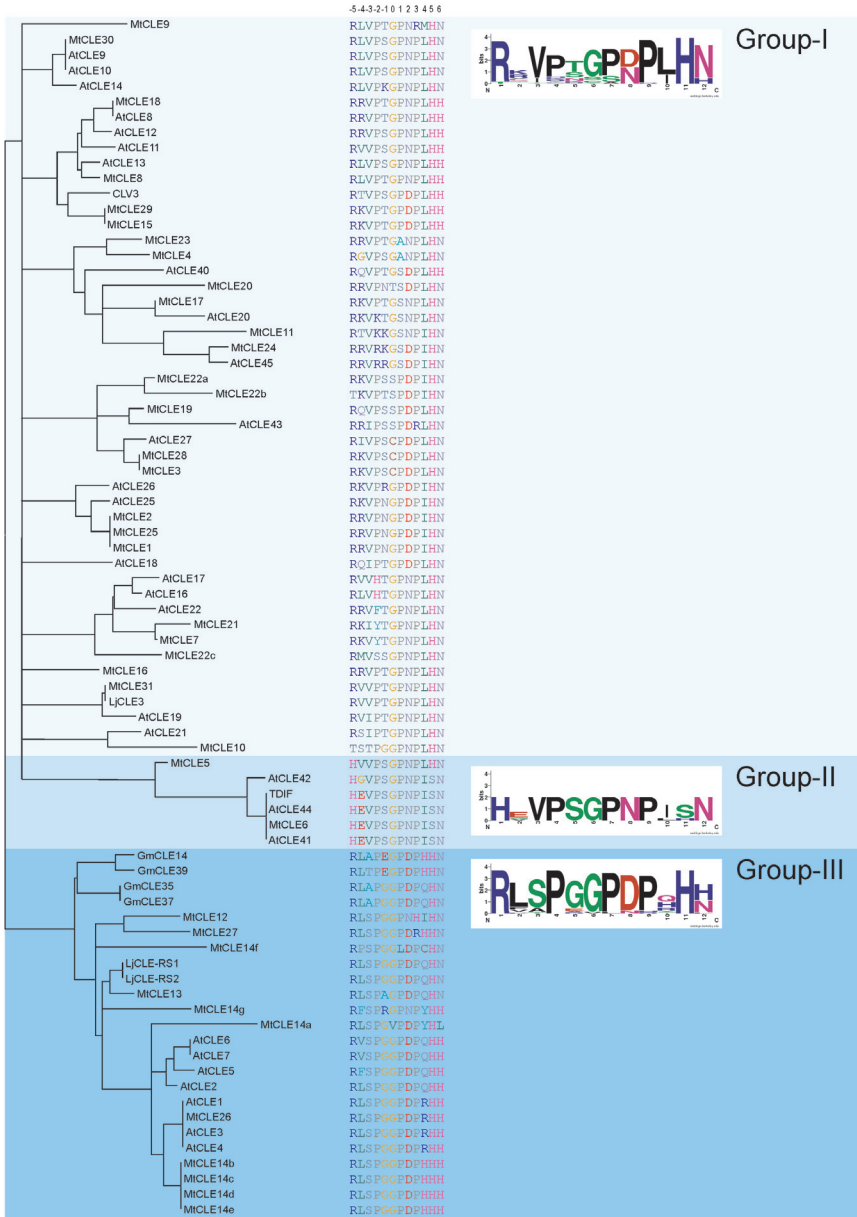 -5-4-3-2-1 0 1 2 3 4 5 6
MtCLE9 RLVPTGPNRMHN
MtCLE30 RLVPSGPNPLHN
AtCLE9 RLVPSGPNPLHN
AtCLE10 RLVPSGPNPLHN
AtCLE14 RLVPKGPNPLHN
MtCLE18 RRVPTGPNPLHH
AtCLE8 RRVPTGPNPLHH
AtCLE12 RRVPSGPNPLHH
AtCLE11 RVVPSGPNPLHH
AtCLE13 RLVPSGPNPLHH
MtCLE8 RLVPTGPNPLHH
CLV3 RTVPSGPDPLHH
MtCLE29 RKVPTGPDPLHH
MtCLE15 RKVPTGPDPLHH
MtCLE23 RRVPTGANPLHN
MtCLE4 RGVPSGANPLHN
AtCLE40 RQVPTGSDPLHH
MtCLE20 RRVPNTSNPLHN
MtCLE17 RKVPTGSNPLHN
AtCLE20 RKVKTGSNPLHN
MtCLE11 RTVKKGSNPIHN
MtCLE24 RRVRKGSDPIHN
AtCLE45 RRVRRGSDPIHN
MtCLE22a RKVPSSPDPIHN
MtCLE22b TKVPTSPDPIHN
MtCLE19 RQVPSSPDPLHN
AtCLE43 RRIPSSPDRLHN
AtCLE27 RIVPSCPDPLHN
MtCLE28 RKVPSCPDPLHN
MtCLE3 RKVPSCPDPLHN
AtCLE26 RKVPRGPDPIHN
AtCLE25 RKVPNGPDPIHN
MtCLE2 RRVPNGPDPIHN
MtCLE25 RRVPNGPDPIHN
MtCLE1 RRVPNGPDPIHN
AtCLE18 RQIPTGPDPLHN
AtCLE17 RVVHTGPNPLHN
AtCLE16 RLVHTGPNPLHN
AtCLE22 RRVFTGPNPLHN
MtCLE21 RKIYTGPNPLHN
MtCLE7 RKVYTGPNPLHN
MtCLE22c RMVSSGPNPLHN
MtCLE16 RRVPTGPNPLHN
MtCLE31 RVVPTGPNPLHN
LjCLE3 RVVPTGPNPLHN
AtCLE19 RVIPTGPNPLHN
AtCLE21 RSIPTGPNPLHN
MtCLE10 TSTPGGPNPLHN
Group-I
MtCLE5 HVVPSGPNPLHN
AtCLE42 HGVPSGPNPISN
TDIF HEVPSGPNPISN
AtCLE44 HEVPSGPNPISN
MtCLE6 HEVPSGPNPISN
AtCLE41 HEVPSGPNPISN
Group-II
GmCLE14 RLAPEGPDPHHN
GmCLE39 RLTPEGPDPHHN
GmCLE35 RLAPGGPDPQHN
GmCLE37 RLAPGSPDPQHN
MtCLE12 RLSPGGPNHIHN
MtCLE27 RLSPGGPDRHHN
MtCLE14f RPSPGGLDPCHN
LjCLE-RS1 RLSPGGPDPQHN
LjCLE-RS2 RLSPGGPDPQHN
MtCLE13 RLSPAGPDPQHN
MtCLE14g RFSPRGPNPYHH
MtCLE14a RLSPGVPDPYHL
AtCLE6 RVSPGGPDPQHH
AtCLE7 RVSPGGPDPQHH
AtCLE5 RFSPGGPDPQHH
AtCLE2 RLSPGGPDPQHH
AtCLE1 RLSPGGPDPRHH
MtCLE26 RLSPGGPDPRHH
AtCLE3 RLSPGGPDPRHH
AtCLE4 RLSPGGPDPRHH
MtCLE14b RLSPGGPDPHHH
MtCLE14c RLSPGGPDPHHH
MtCLE14d RLSPGGPDPHHH
MtCLE14e RLSPGGPDPHHH
Group-III